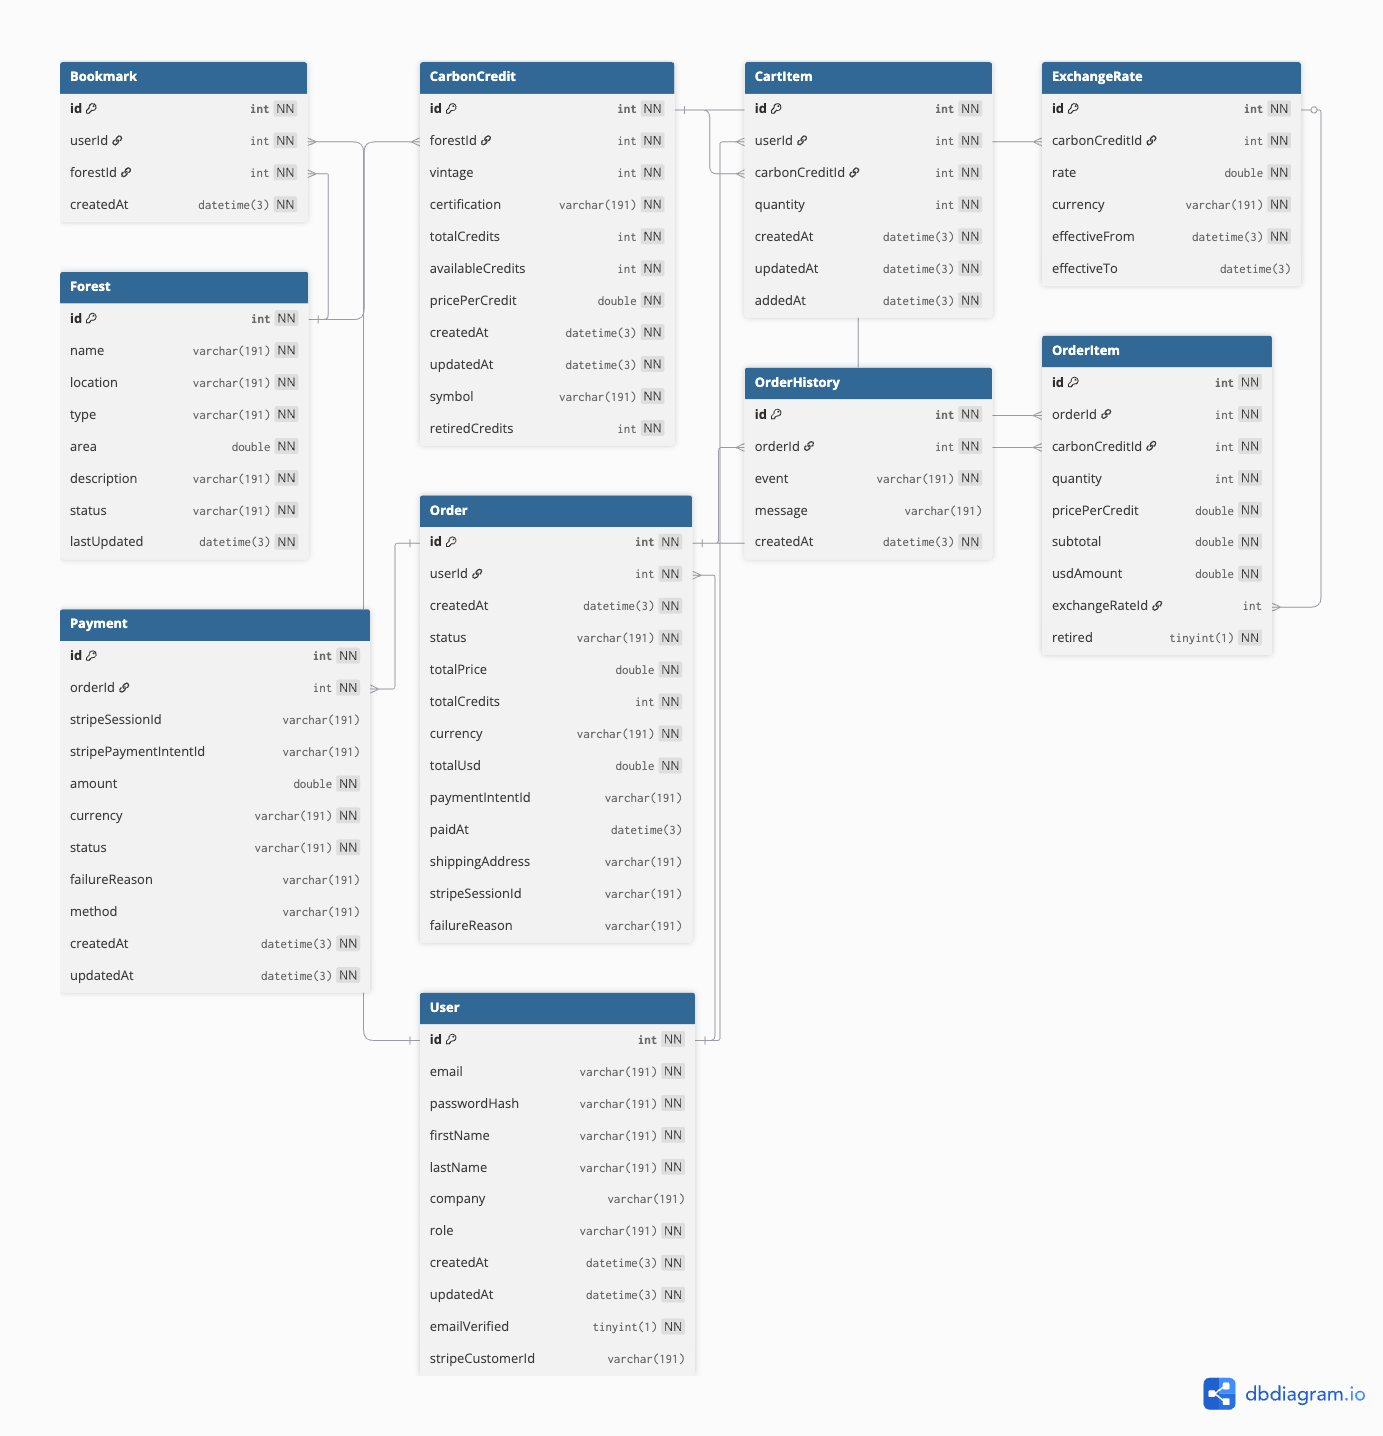 Bookmark
id int NN
userId int NN
forestId int NN
createdAt datetime(3) NN
Forest
id int NN
name varchar(191) NN
location varchar(191) NN
type varchar(191) NN
area double NN
description varchar(191) NN
status varchar(191) NN
lastUpdated datetime(3) NN
Payment
id int NN
orderId int NN
stripeSessionId varchar(191)
stripePaymentIntentId varchar(191)
amount double NN
currency varchar(191) NN
status varchar(191) NN
failureReason varchar(191)
method varchar(191)
createdAt datetime(3) NN
updatedAt datetime(3) NN
CarbonCredit
id int NN
forestId int NN
vintage int NN
certification varchar(191) NN
totalCredits int NN
availableCredits int NN
pricePerCredit double NN
createdAt datetime(3) NN
updatedAt datetime(3) NN
symbol varchar(191) NN
retiredCredits int NN
Order
id int NN
userId int NN
createdAt datetime(3) NN
status varchar(191) NN
totalPrice double NN
totalCredits int NN
currency varchar(191) NN
totalUsd double NN
paymentIntentId varchar(191)
paidAt datetime(3)
shippingAddress varchar(191)
stripeSessionId varchar(191)
failureReason varchar(191)
User
id int NN
email varchar(191) NN
passwordHash varchar(191) NN
firstName varchar(191) NN
lastName varchar(191) NN
company varchar(191)
role varchar(191) NN
createdAt datetime(3) NN
updatedAt datetime(3) NN
emailVerified tinyint(1) NN
stripeCustomerId varchar(191)
CartItem
id int NN
userId int NN
carbonCreditId int NN
quantity int NN
createdAt datetime(3) NN
updatedAt datetime(3) NN
addedAt datetime(3) NN
OrderHistory
id int NN
orderId int NN
event varchar(191) NN
message varchar(191)
createdAt datetime(3) NN
ExchangeRate
id int NN
carbonCreditId int NN
rate double NN
currency varchar(191) NN
effectiveFrom datetime(3) NN
effectiveTo datetime(3)
OrderItem
id int NN
orderId int NN
carbonCreditId int NN
quantity int NN
pricePerCredit double NN
subtotal double NN
usdAmount double NN
exchangeRateId int
retired tinyint(1) NN
dbdiagram.io